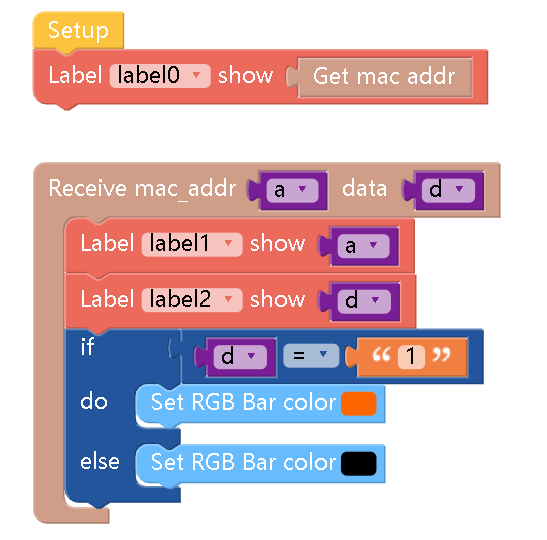 Setup
Label label0 show Get mac addr
Receive mac_addr a data d
Label label1 show a
Label label2 show d
if d = “ 1 ”
do Set RGB Bar color
else Set RGB Bar color